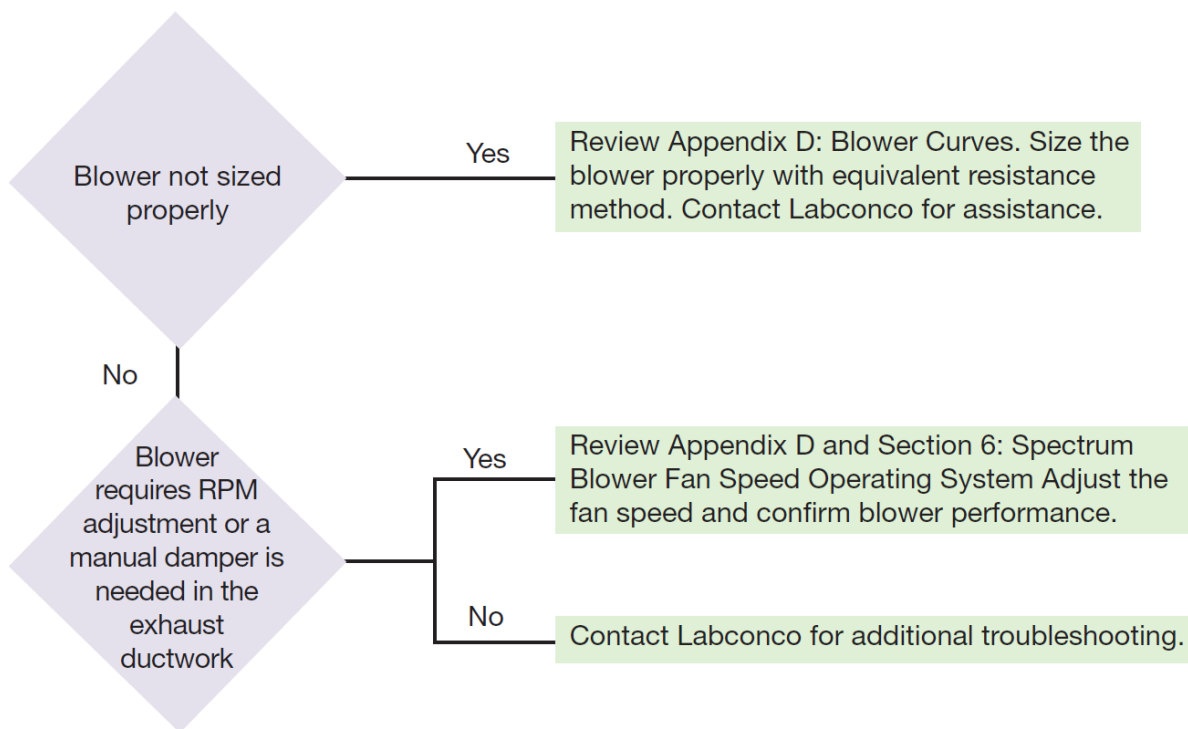 Blower not sized
properly
Yes
Review Appendix D: Blower Curves. Size the
blower properly with equivalent resistance
method. Contact Labconco for assistance.
No
Blower
requires RPM
adjustment or a
manual damper is
needed in the
exhaust
ductwork
Yes
Review Appendix D and Section 6: Spectrum
Blower Fan Speed Operating System Adjust the
fan speed and confirm blower performance.
No
Contact Labconco for additional troubleshooting.